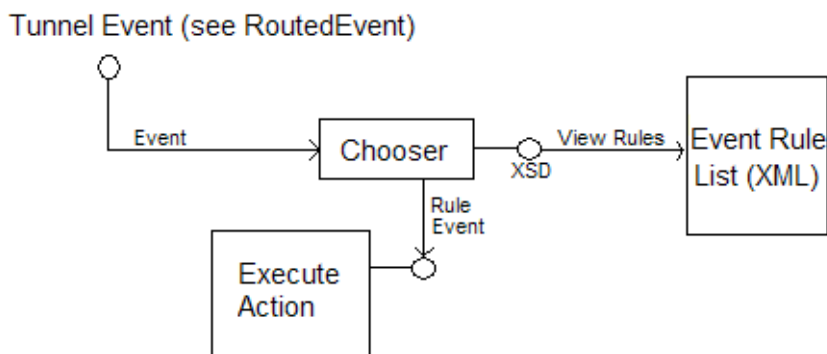 Tunnel Event (see RoutedEvent)
Event
Chooser
View Rules
XSD
Event Rule
List (XML)
Rule
Event
Execute
Action